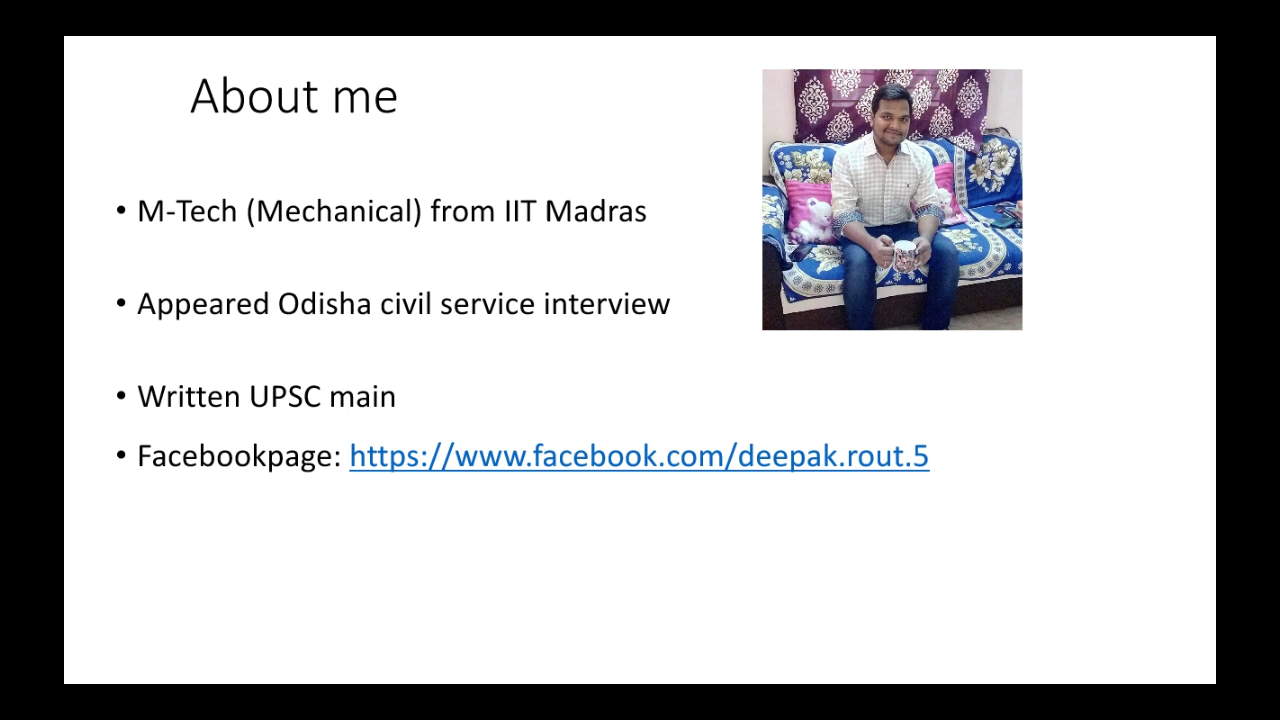 About me
• M-Tech (Mechanical) from IIT Madras
• Appeared Odisha civil service interview
• Written UPSC main
• Facebookpage: https://www.facebook.com/deepak.rout.5